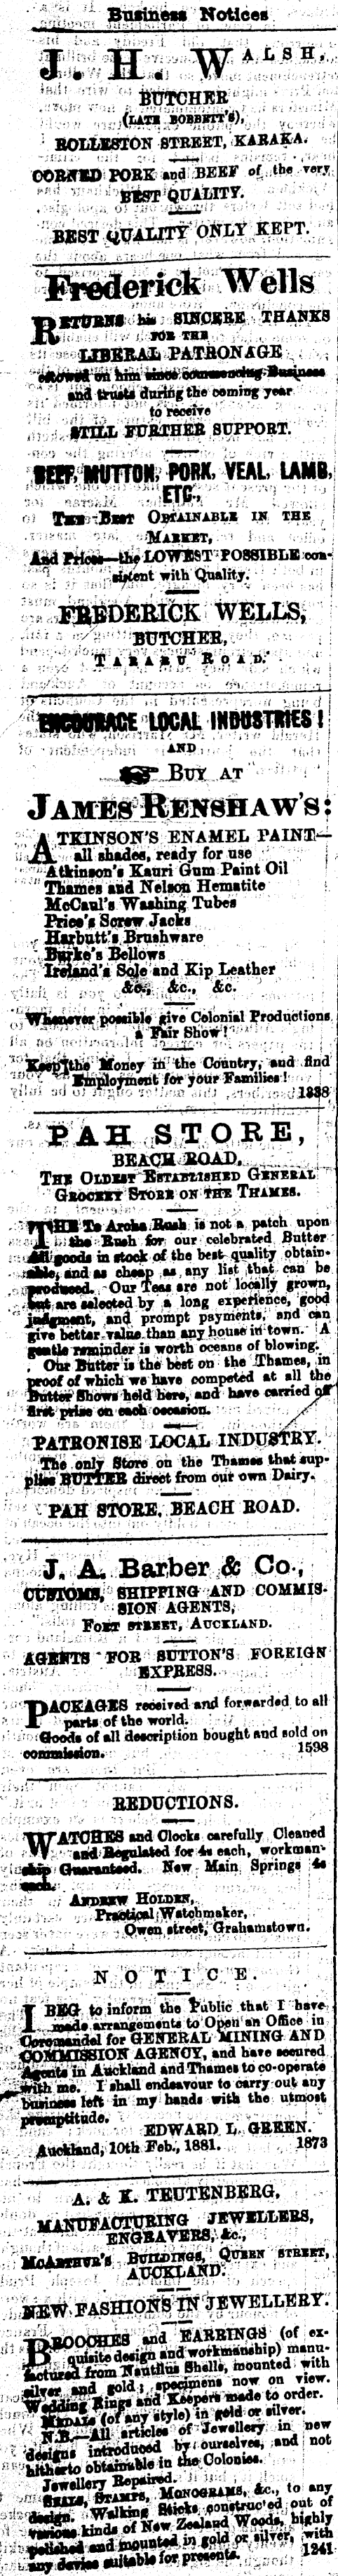 Business Notices
J. H. WALSH,
BUTCHER
(LATE BOBBETT'S),
ROLLESTON STREET, KARAKA.
CORNED PORK and BEEF of the very
BEST QUALITY.
BEST QUALITY ONLY KEPT.
Frederick Wells
RETURNS his SINCERE THANKS
FOR THE
LIBERAL PATRONAGE
on him since commencing Business
and trusts during the coming year
to receive
STILL FURTHER SUPPORT.
BEEF, MUTTON, PORK, VEAL, LAMB,
ETC.,
THE BEST OBTAINABLE IN THE
MARKET,
And Prices—the LOWEST POSSIBLE con-
sistent with Quality.
FREDERICK WELLS,
BUTCHER,
TARARU ROAD.
ENCOURAGE LOCAL INDUSTRIES!
AND
BUY AT
JAMES RENSHAW'S:
ATKINSON'S ENAMEL PAINT—
all shades, ready for use
Atkinson's Kauri Gum Paint Oil
Thames and Nelson Hematite
McCaul's Washing Tubes
Price's Screw Jacks
Harbutt's Brushware
Burke's Bellows
Ireland's Sole and Kip Leather
&c., &c., &c.
Whenever possible give Colonial Productions
a Fair Show!
Keep the Money in the Country, and find
Employment for your Families!
1338
PAH STORE,
BEACH ROAD,
THE OLDEST ESTABLISHED GENERAL
GROCERY STORE ON THE THAMES.
THE Te Aroha Rush is not a patch upon
the Rush for our celebrated Butter
All goods in stock of the best quality obtain-
able, and as cheap as any list that can be
produced. Our Teas are not locally grown,
but are selected by a long experience, good
judgment, and prompt payments, and can
give better value than any house in town. A
gentle reminder is worth oceans of blowing.
Our Butter is the best on the Thames, in
proof of which we have competed at all the
Butter Shows held here, and have carried off
first prize on each occasion.
PATRONISE LOCAL INDUSTRY.
The only Store on the Thames that sup-
plies BUTTER direct from our own Dairy.
PAH STORE, BEACH ROAD.
J. A. Barber & Co.,
CUSTOMS, SHIPPING AND COMMIS-
SION AGENTS,
FORT STREET, AUCKLAND.
AGENTS FOR SUTTON'S FOREIGN
EXPRESS.
PACKAGES received and forwarded to all
parts of the world.
Goods of all description bought and sold on
commission. 1598
REDUCTIONS.
WATCHES and Clocks carefully Cleaned
and Regulated for 4s each, workman-
ship Guaranteed. New Main Springs 4s
each.
ANDREW HOLDEN,
Practical Watchmaker,
Owen street, Grahamstown.
NOTICE.
I BEG to inform the Public that I have
made arrangements to Open an Office in
Coromandel for GENERAL MINING AND
COMMISSION AGENCY, and have secured
Agents in Auckland and Thames to co-operate
with me. I shall endeavour to carry out any
business left in my hands with the utmost
promptitude.
EDWARD L. GREEN.
Auckland, 10th Feb., 1881. 1873
A. & K. TEUTENBERG,
MANUFACTURING JEWELLERS,
ENGRAVERS, &c.,
MCARTHUR'S BUILDINGS, QUEEN STREET,
AUCKLAND.
NEW FASHIONS IN JEWELLERY.
BROOCHES and EARRINGS (of ex-
quisite design and workmanship) manu-
factured from Nautilus Shells, mounted with
silver and gold; specimens now on view.
Wedding Rings and Keepers made to order.
MEDALS (of any style) in gold or silver.
N.B.—All articles of Jewellery in new
designs introduced by ourselves, and not
hitherto obtainable in the Colonies.
Jewellery Repaired.
SEALS, STAMPS, MONOGRAMS, &c., to any
design. Walking Sticks constructed out of
various kinds of New Zealand Woods, highly
polished and mounted in gold or silver, with
any device suitable for presents. 1241